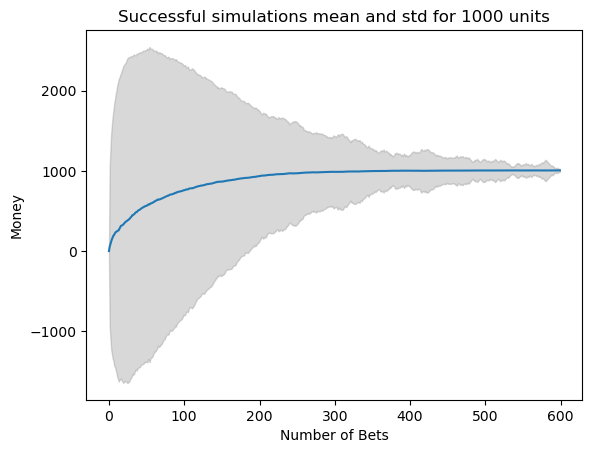 Successful simulations mean and std for 1000 units
2000
1000
0
−1000
Money
0 100 200 300 400 500 600
Number of Bets